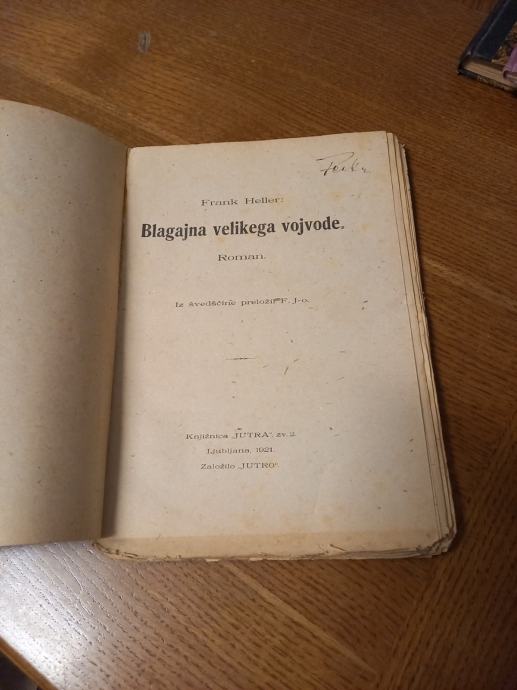 Frank Heller:
Blagajna velikega vojvode.
Roman.
Iz švedščine preložil F. J-o.
Knjižnica „JUTRA“, zv. 2.
Ljubljana, 1921.
Založilo „JUTRO“.